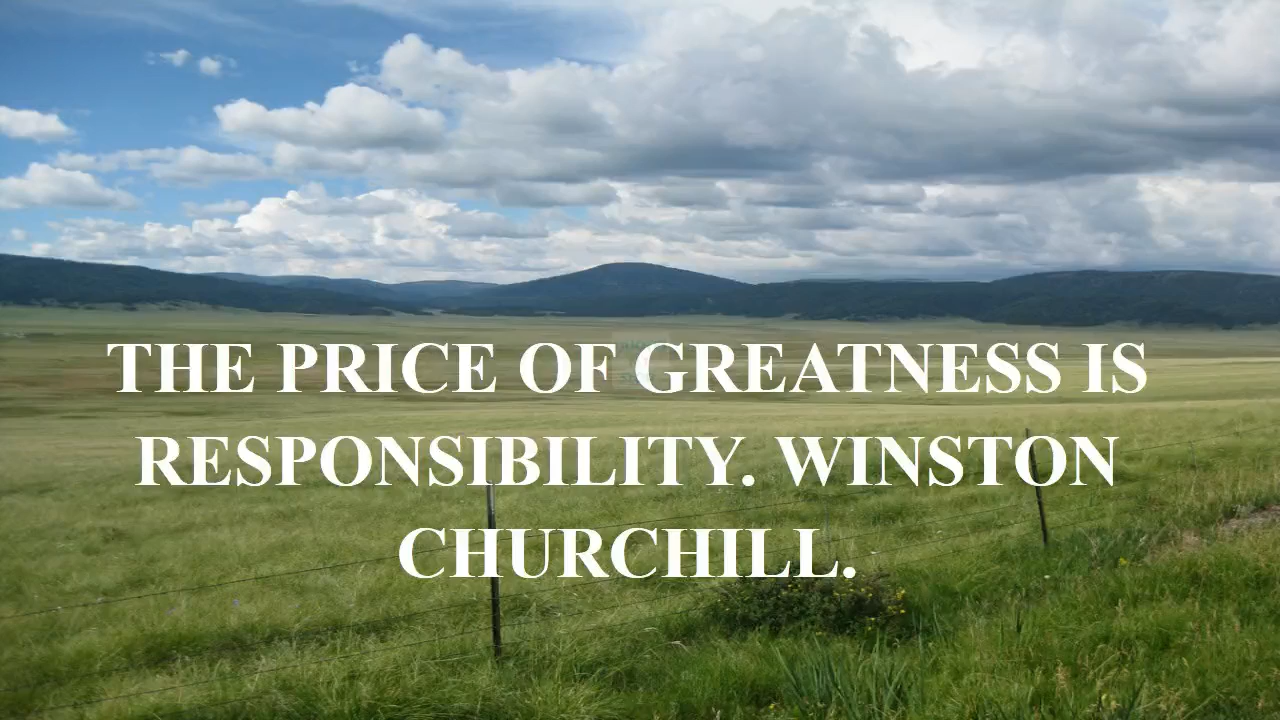 THE PRICE OF GREATNESS IS
RESPONSIBILITY. WINSTON
CHURCHILL.